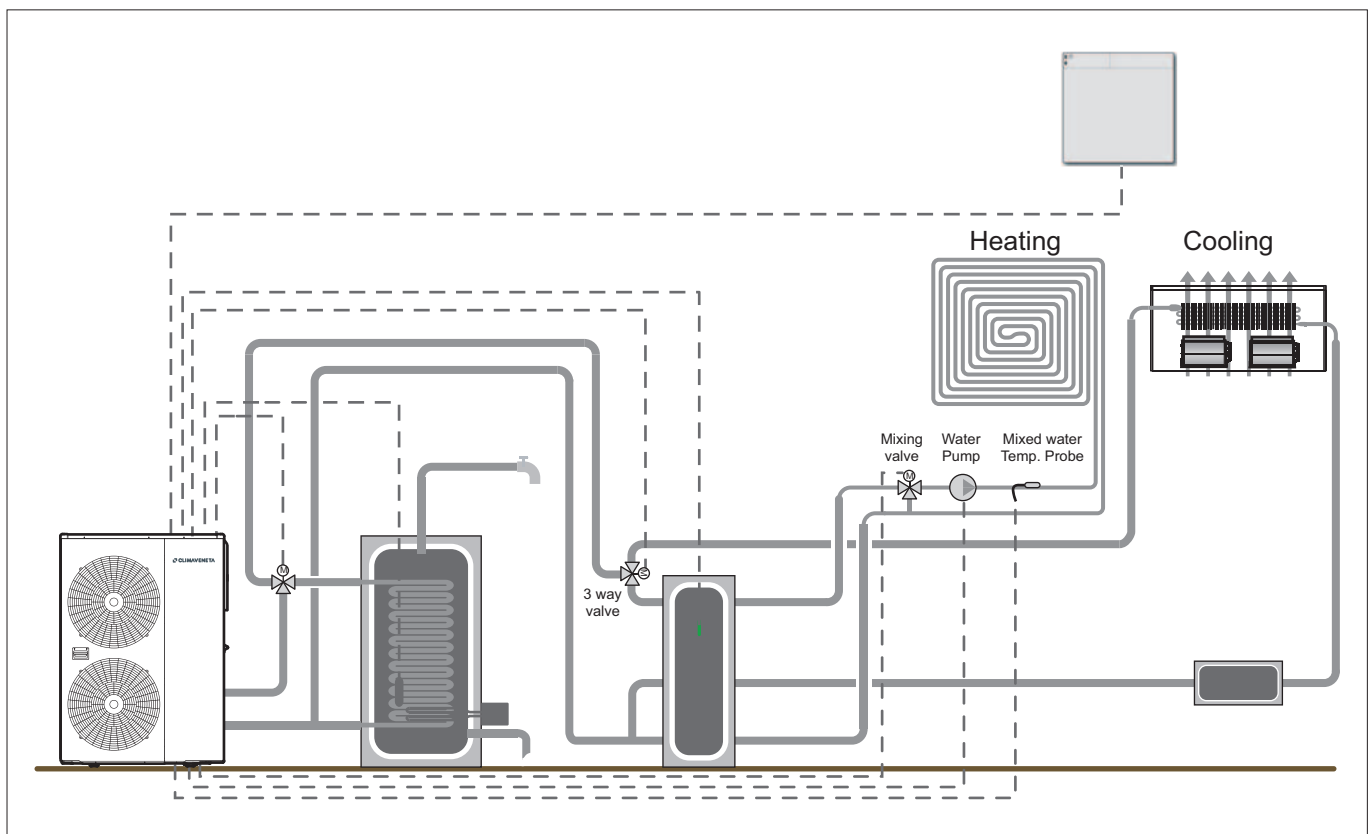 Heating
Cooling
Mixing
valve
Water
Pump
Mixed water
Temp. Probe
M
CLIMAVENETA
M
M
3 way
valve